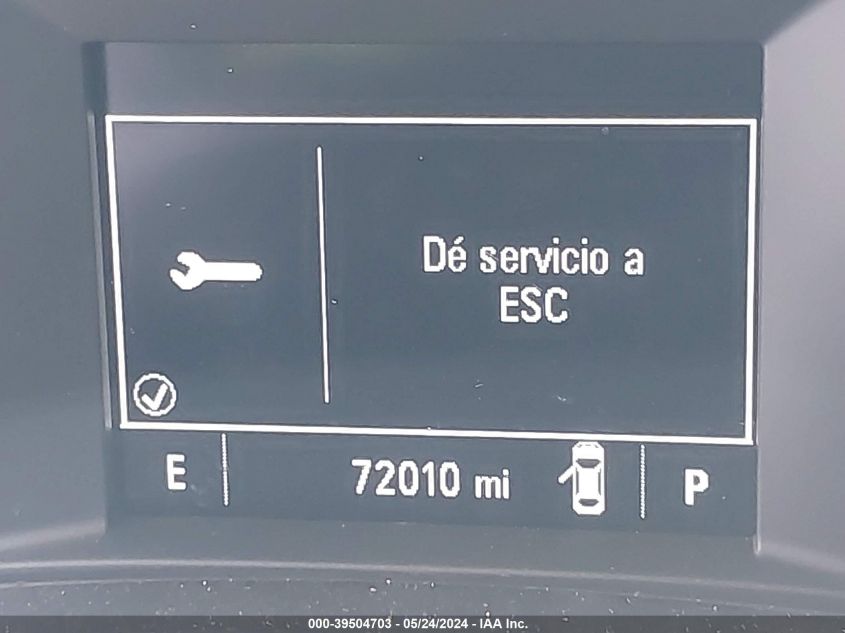 Dé servicio a
ESC
E 72010 mi P
000-39504703 - 05/24/2024 - IAA Inc.